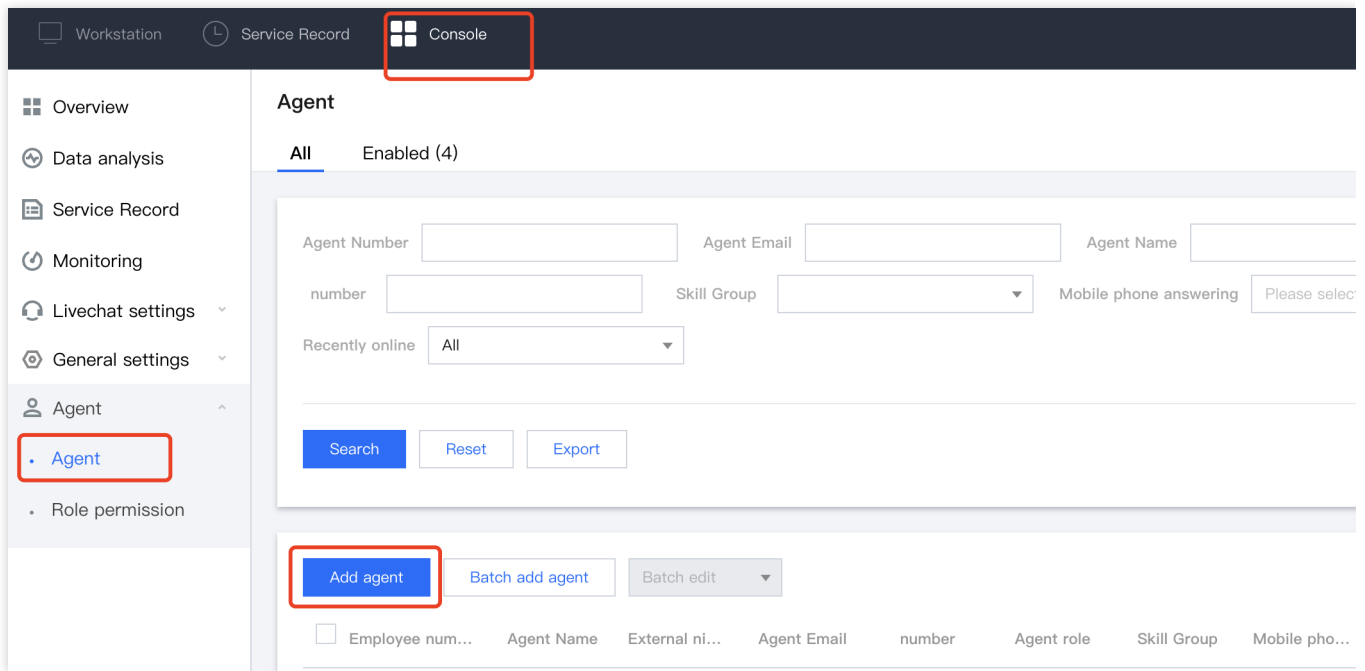 Workstation Service Record Console
Overview
Data analysis
Service Record
Monitoring
Livechat settings
General settings
Agent
Agent
Role permission
Agent
All Enabled (4)
Agent Number Agent Email Agent Name
number Skill Group Mobile phone answering Please selec
Recently online All
Search Reset Export
Add agent Batch add agent Batch edit
Employee num... Agent Name External ni... Agent Email number Agent role Skill Group Mobile pho...